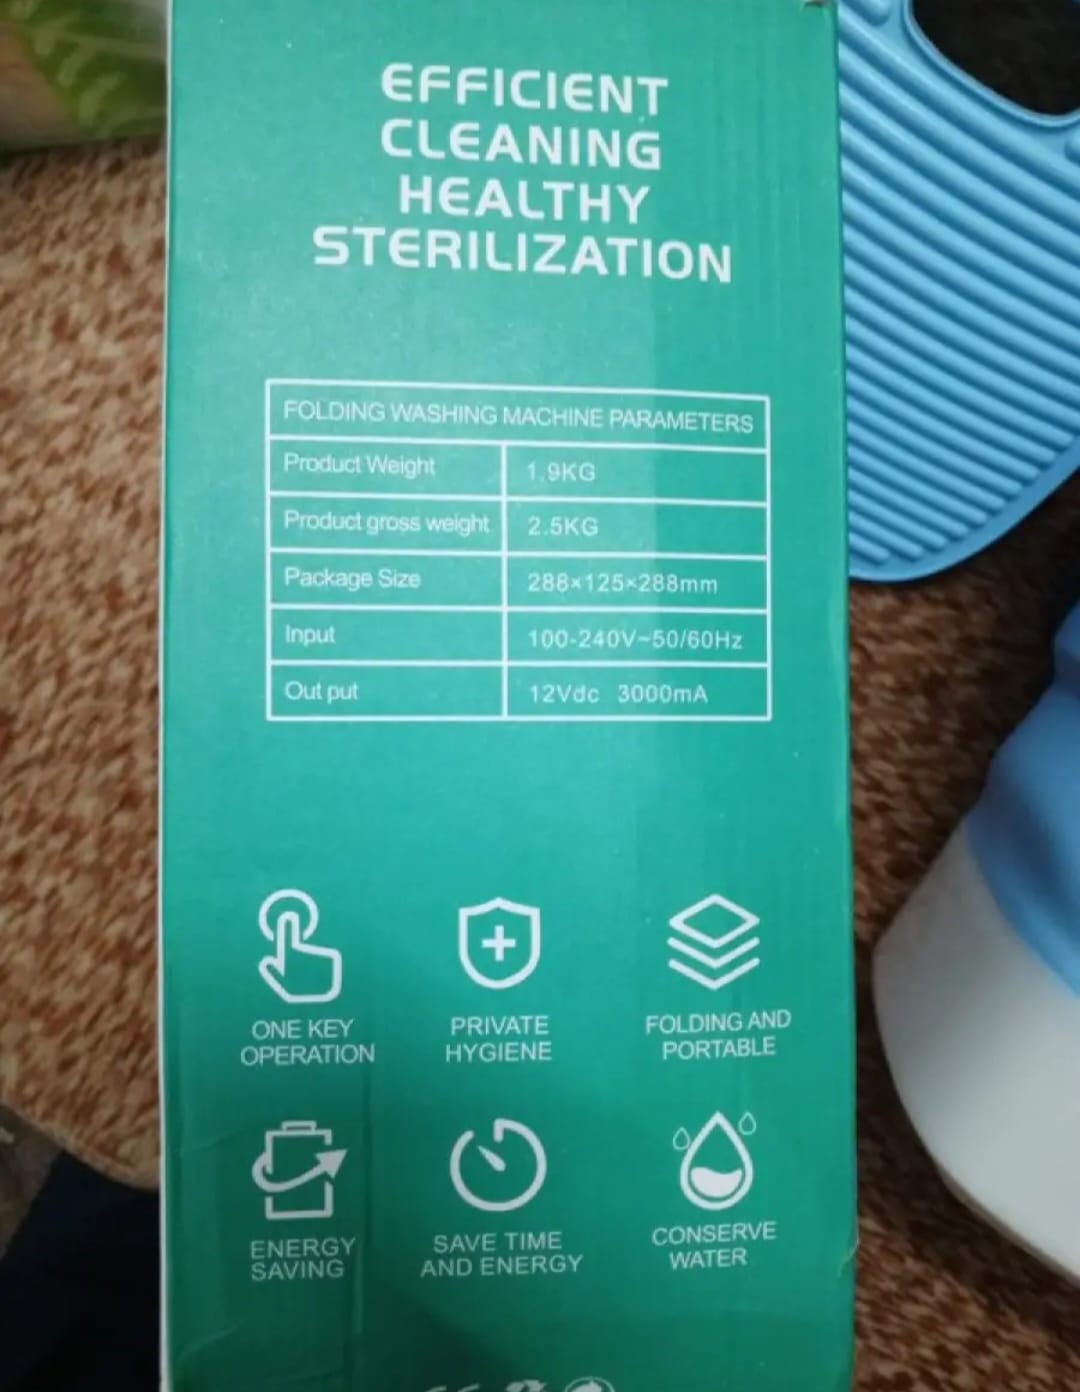 EFFICIENT
CLEANING
HEALTHY
STERILIZATION
FOLDING WASHING MACHINE PARAMETERS
Product Weight 1.9KG
Product gross weight 2.5KG
Package Size 288×125×288mm
Input 100-240V~50/60Hz
Out put 12Vdc 3000mA
ONE KEY
OPERATION
PRIVATE
HYGIENE
FOLDING AND
PORTABLE
ENERGY
SAVING
SAVE TIME
AND ENERGY
CONSERVE
WATER